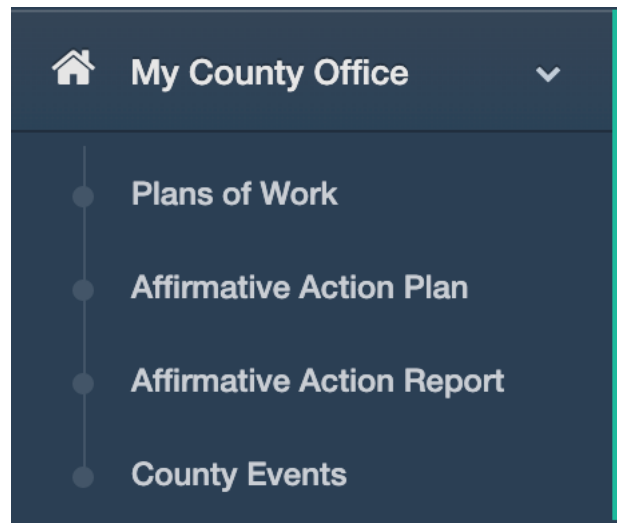 My County Office
Plans of Work
Affirmative Action Plan
Affirmative Action Report
County Events